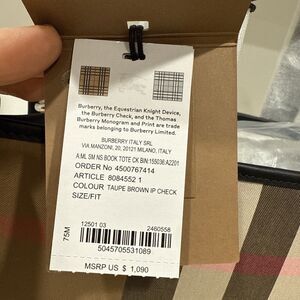 Burberry, the Equestrian Knight Device,
the Burberry Check, and the Thomas
Burberry Monogram and Print are trade
marks belonging to Burberry Limited.
BURBERRY ITALY SRL
VIA MANZONI, 20, 20121 MILANO, ITALY
A:ML SM NS BOOK TOTE CK BN:155036:A2201
ORDER No 4500767414
ARTICLE 8084552 1
COLOUR TAUPE BROWN IP CHECK
SIZE/FIT
75M
12501 03 2460558
5045705531089
MSRP US $ 1,090